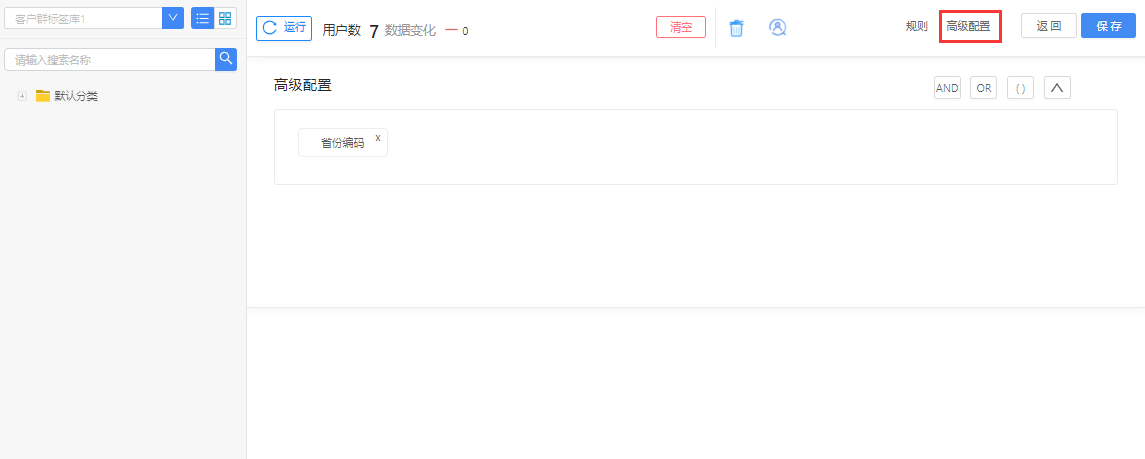 客户群标签库1
运行 用户数 7 数据变化 — 0 清空 规则 高级配置 返回 保存
请输入搜索名称
默认分类
高级配置 AND OR ( )
省份编码 x